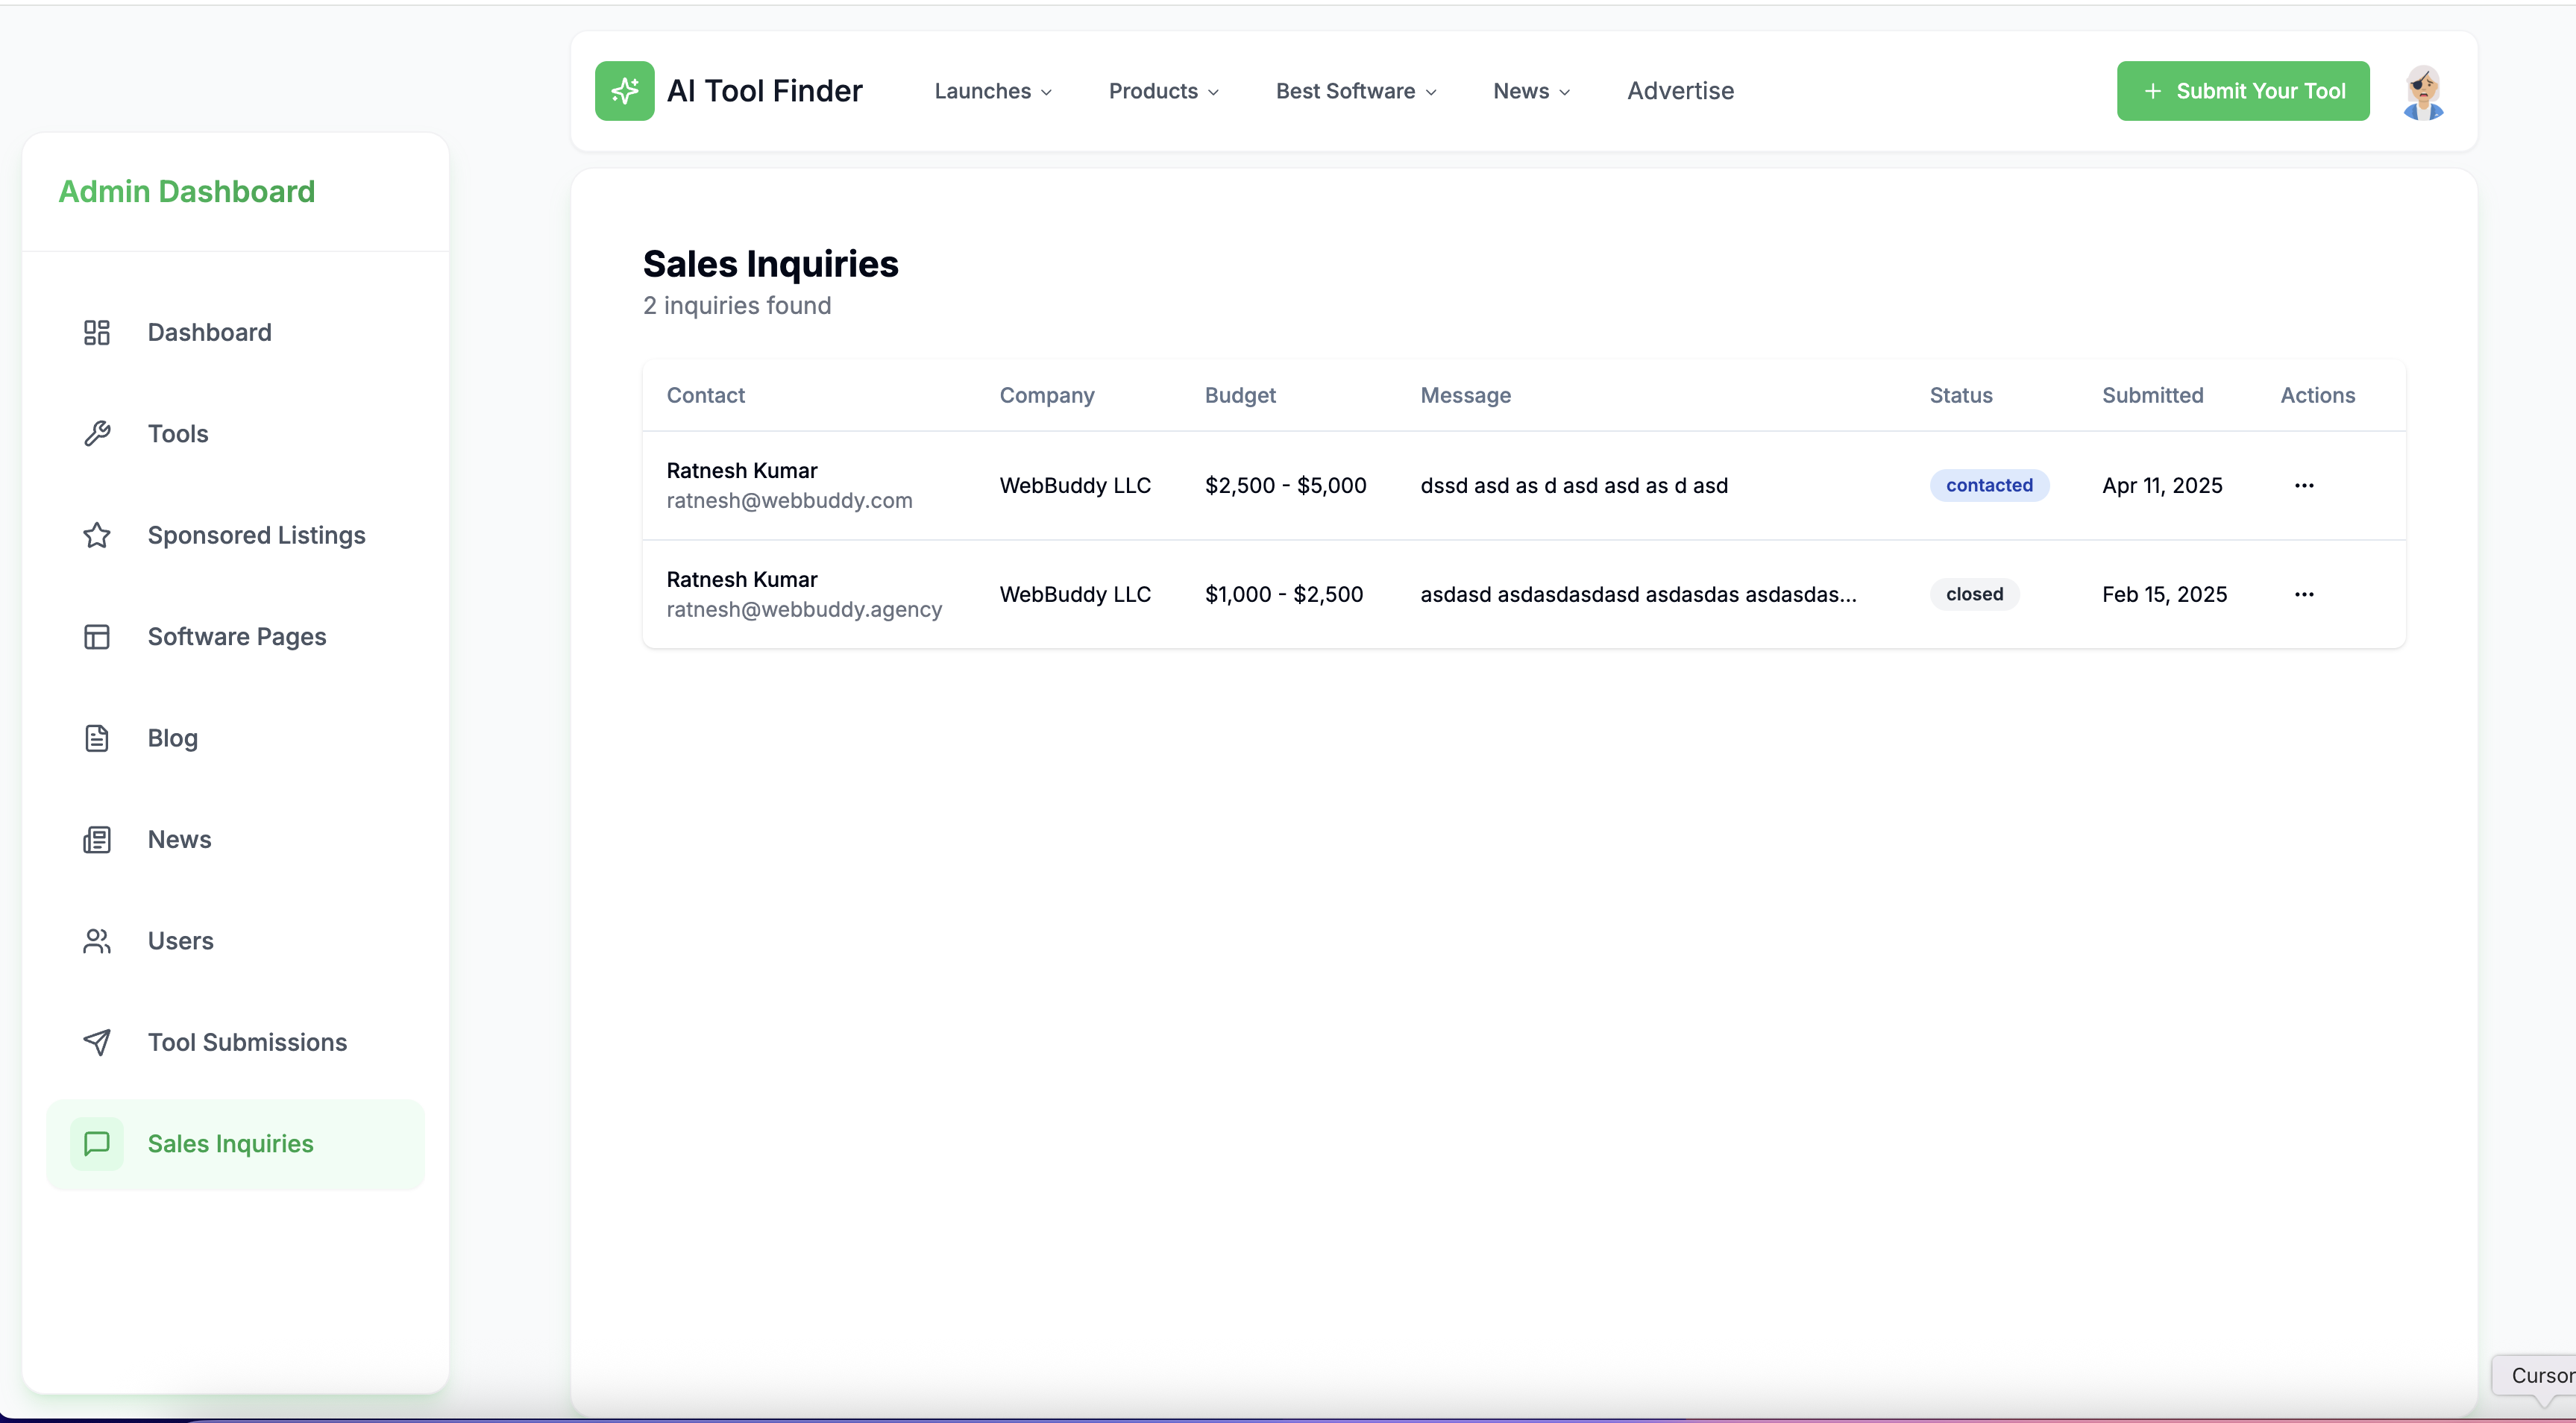 AI Tool Finder
Launches
Products
Best Software
News
Advertise
+ Submit Your Tool
Admin Dashboard
Dashboard
Tools
Sponsored Listings
Software Pages
Blog
News
Users
Tool Submissions
Sales Inquiries
Sales Inquiries
2 inquiries found
Contact Company Budget Message Status Submitted Actions
Ratnesh Kumar
ratnesh@webbuddy.com
WebBuddy LLC
$2,500 - $5,000
dssd asd as d asd asd as d asd
contacted
Apr 11, 2025
...
Ratnesh Kumar
ratnesh@webbuddy.agency
WebBuddy LLC
$1,000 - $2,500
asdasd asdasdasdasd asdasdas asdasdas...
closed
Feb 15, 2025
...
Cursor